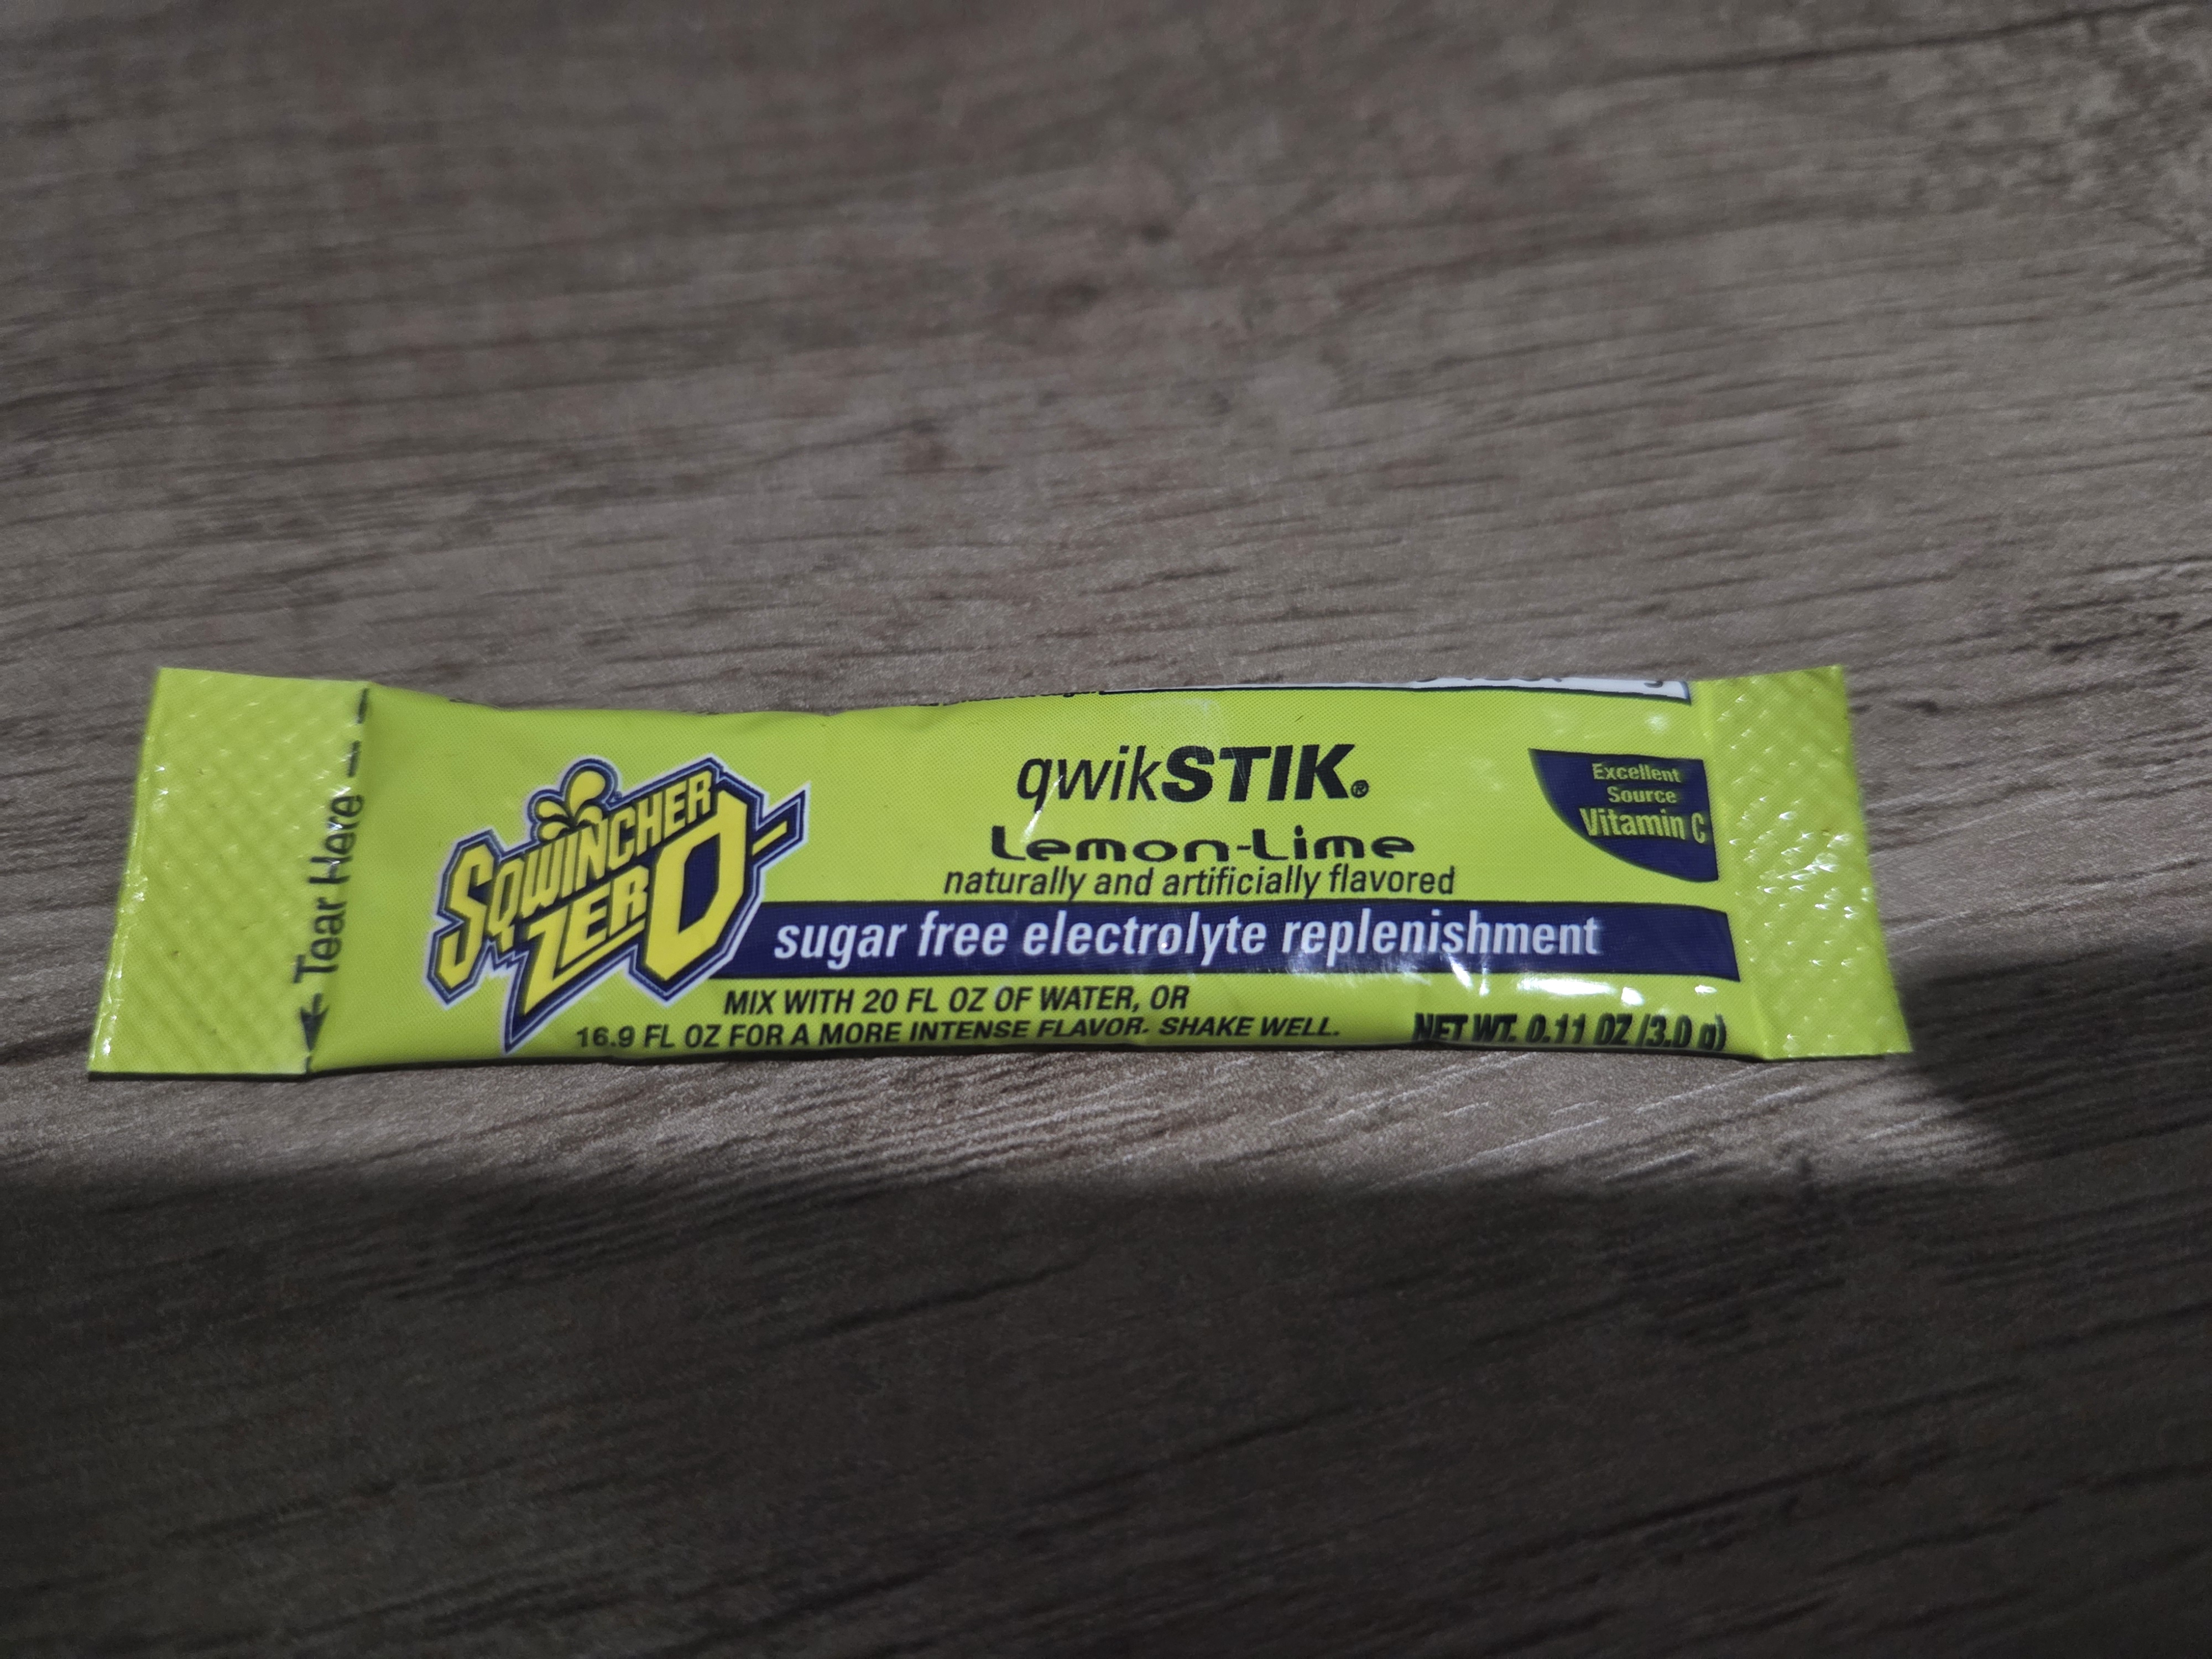 Tear Here
SQWINCHER
ZERO
qwikSTIK®
Lemon-Lime
naturally and artificially flavored
sugar free electrolyte replenishment
MIX WITH 20 FL OZ OF WATER, OR
16.9 FL OZ FOR A MORE INTENSE FLAVOR. SHAKE WELL.
NET WT. 0.11 OZ (3.0 g)
Excellent
Source
Vitamin C